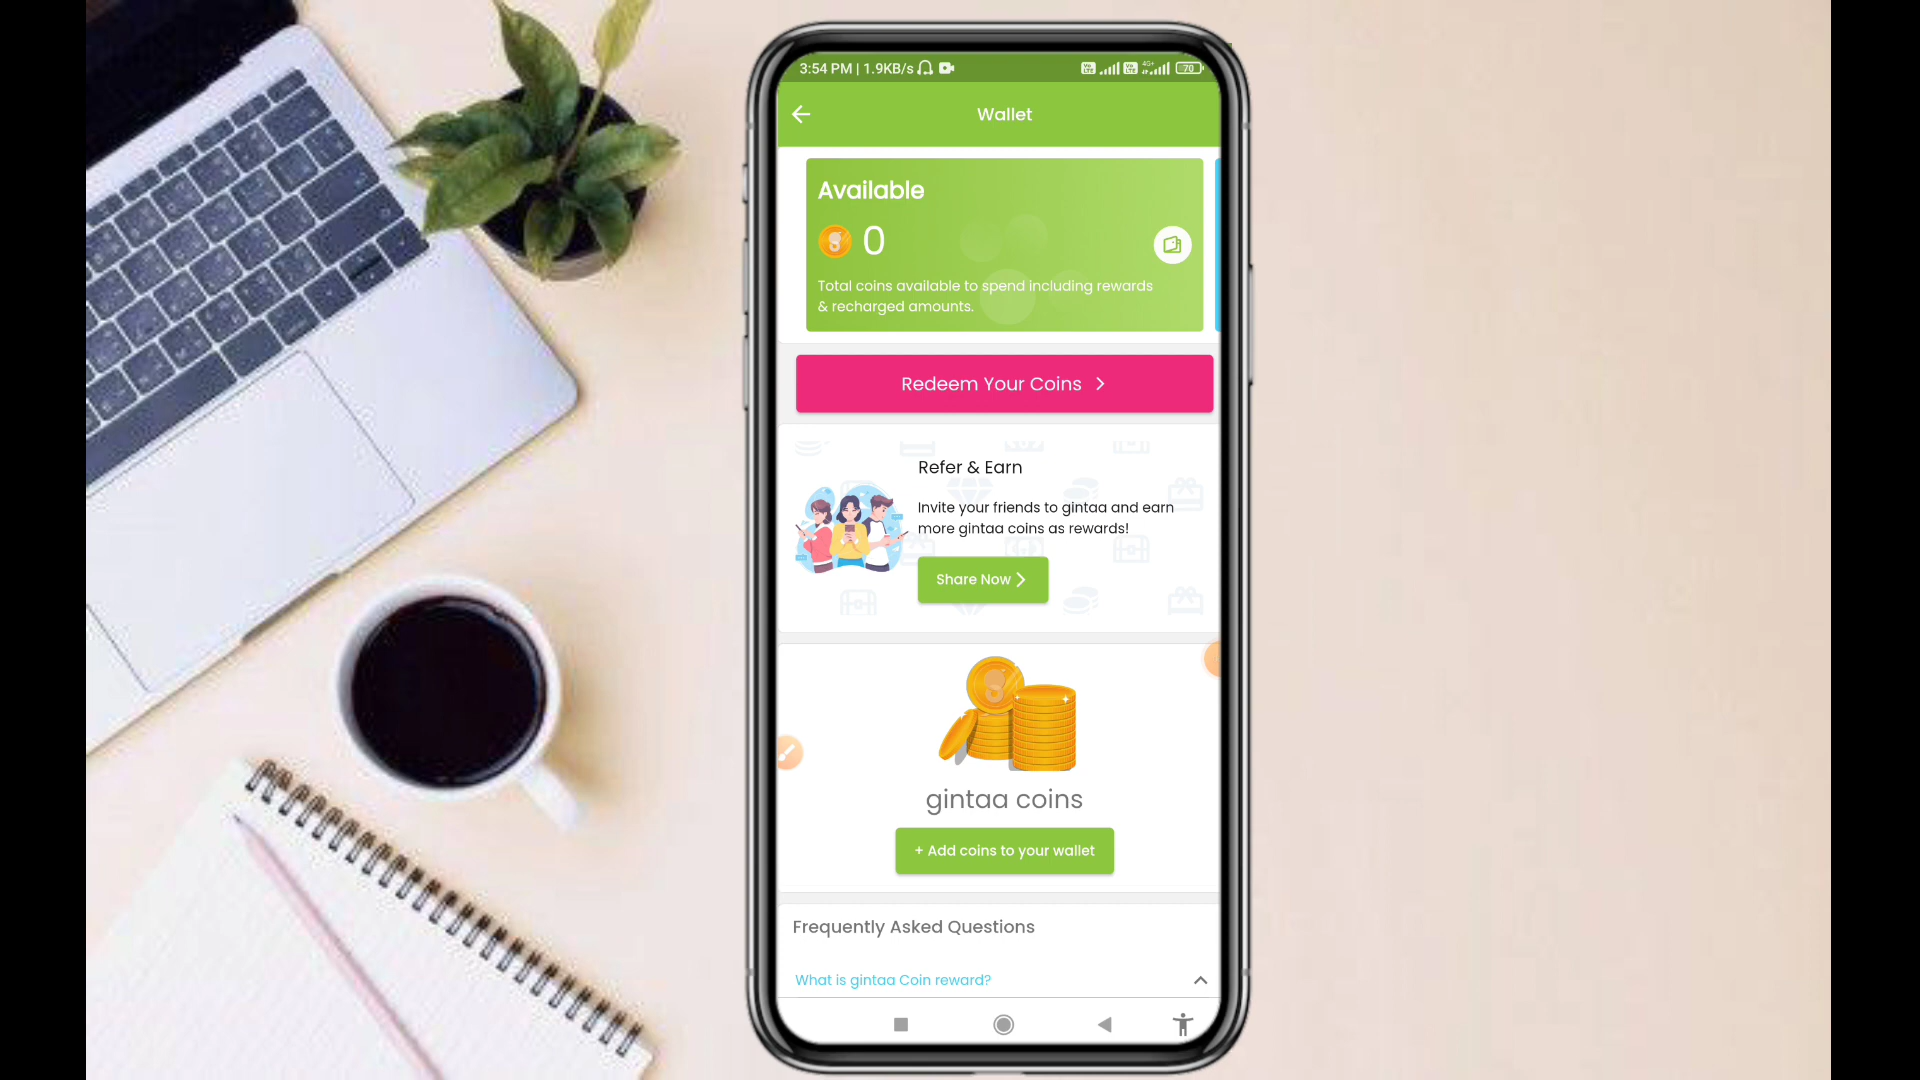 3:54 PM | 1.9KB/s
70
Wallet
Available
0
Total coins available to spend including rewards
& recharged amounts.
Redeem Your Coins
Refer & Earn
Invite your friends to gintaa and earn
more gintaa coins as rewards!
Share Now
gintaa coins
+ Add coins to your wallet
Frequently Asked Questions
What is gintaa Coin reward?